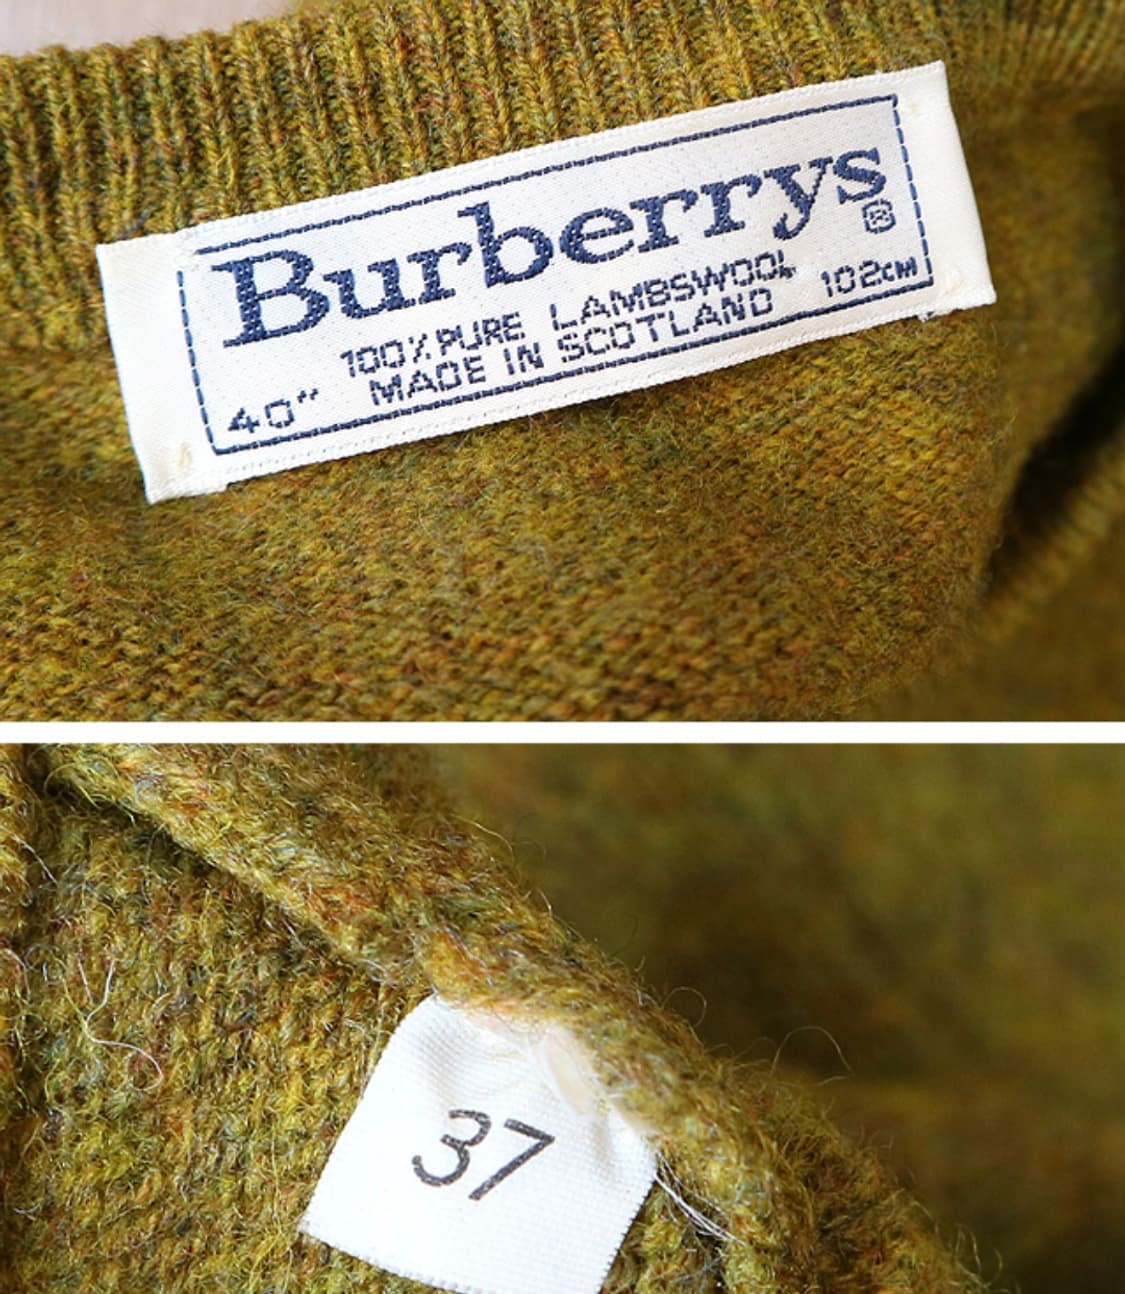 Burberrys®
100% PURE LAMBSWOOL
MADE IN SCOTLAND
40" 102CM
37